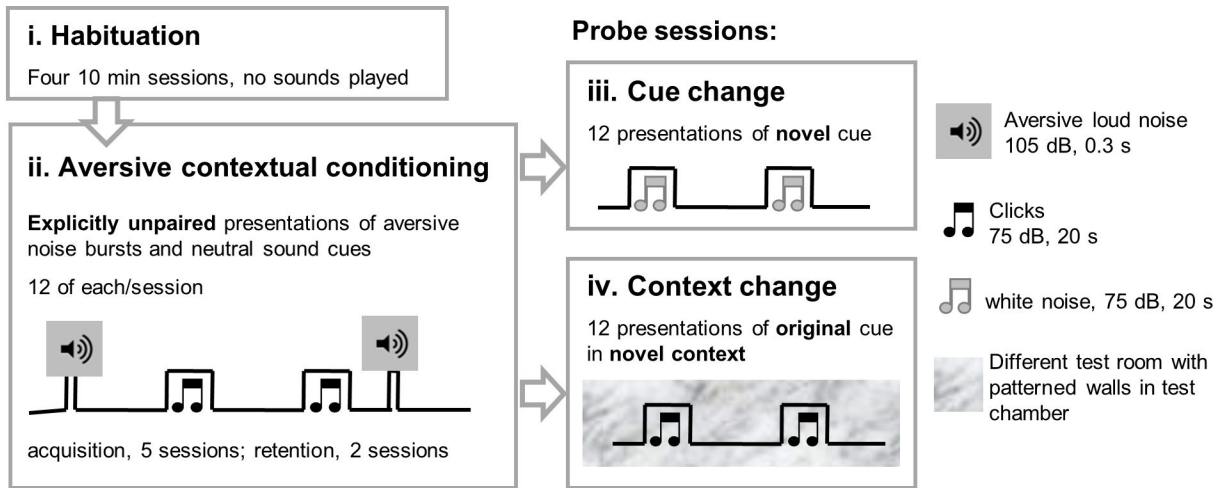 i. Habituation
Four 10 min sessions, no sounds played
ii. Aversive contextual conditioning
Explicitly unpaired presentations of aversive
noise bursts and neutral sound cues
12 of each/session
acquisition, 5 sessions; retention, 2 sessions
Probe sessions:
iii. Cue change
12 presentations of novel cue
iv. Context change
12 presentations of original cue
in novel context
Aversive loud noise
105 dB, 0.3 s
Clicks
75 dB, 20 s
white noise, 75 dB, 20 s
Different test room with
patterned walls in test
chamber